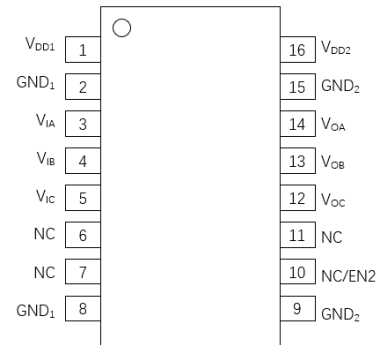 VDD1 1 16 VDD2
GND1 2 15 GND2
VIA 3 14 VOA
VIB 4 13 VOB
VIC 5 12 VOC
NC 6 11 NC
NC 7 10 NC/EN2
GND1 8 9 GND2